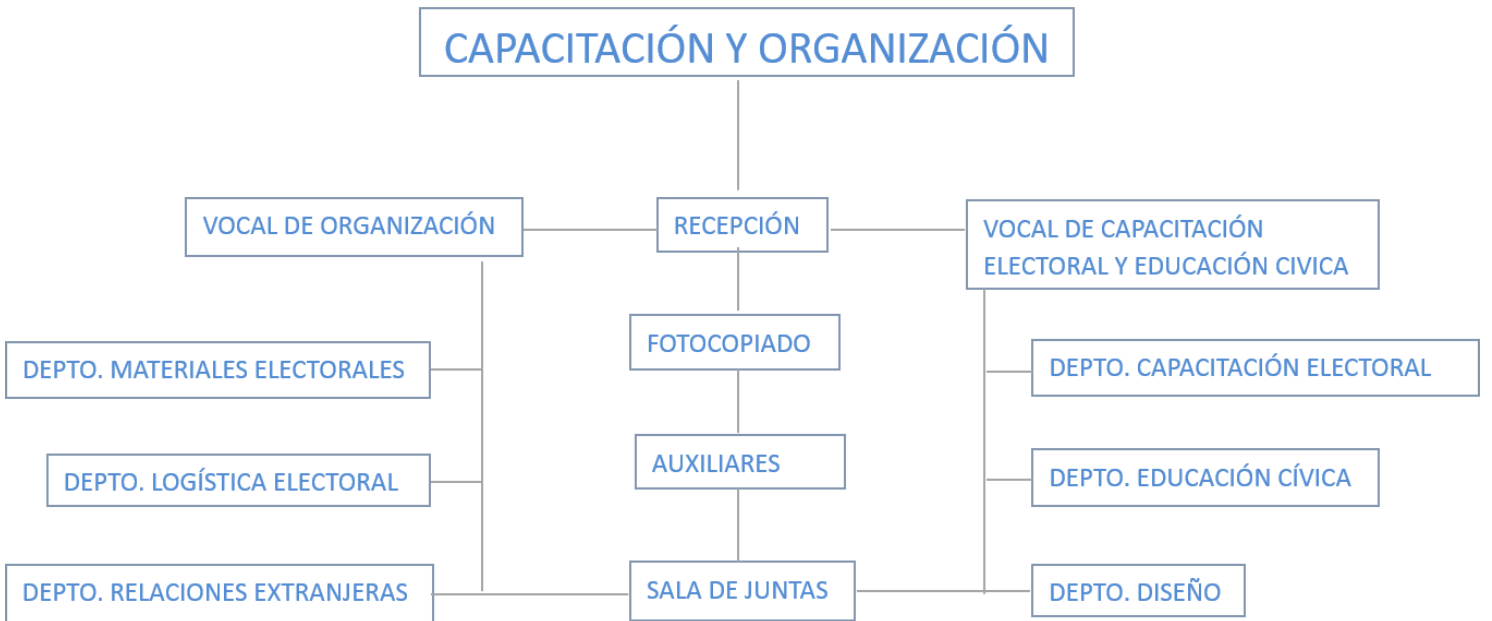 CAPACITACIÓN Y ORGANIZACIÓN
VOCAL DE ORGANIZACIÓN
RECEPCIÓN
VOCAL DE CAPACITACIÓN
ELECTORAL Y EDUCACIÓN CIVICA
FOTOCOPIADO
DEPTO. MATERIALES ELECTORALES
DEPTO. CAPACITACIÓN ELECTORAL
AUXILIARES
DEPTO. LOGÍSTICA ELECTORAL
DEPTO. EDUCACIÓN CÍVICA
DEPTO. RELACIONES EXTRANJERAS
SALA DE JUNTAS
DEPTO. DISEÑO